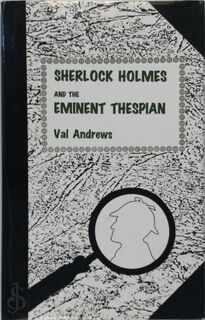 SHERLOCK HOLMES
AND THE
EMINENT THESPIAN
Val Andrews